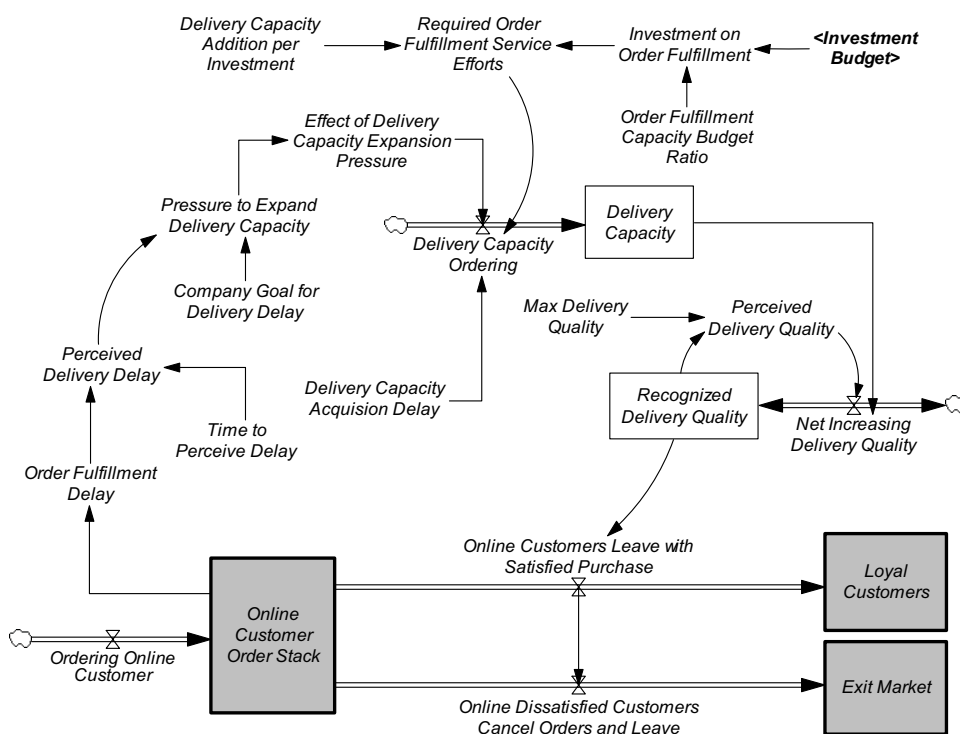 Delivery Capacity
Addition per
Investment
Required Order
Fulfillment Service
Efforts
Investment on
Order Fulfillment
<Investment
Budget>
Order Fulfillment
Capacity Budget
Ratio
Effect of Delivery
Capacity Expansion
Pressure
Pressure to Expand
Delivery Capacity
Delivery
Capacity
Delivery Capacity
Ordering
Company Goal for
Delivery Delay
Max Delivery
Quality
Perceived
Delivery Quality
Perceived
Delivery Delay
Delivery Capacity
Acquision Delay
Recognized
Delivery Quality
Net Increasing
Delivery Quality
Time to
Perceive Delay
Order Fulfillment
Delay
Online Customers Leave with
Satisfied Purchase
Loyal
Customers
Online
Customer
Order Stack
Ordering Online
Customer
Exit Market
Online Dissatisfied Customers
Cancel Orders and Leave